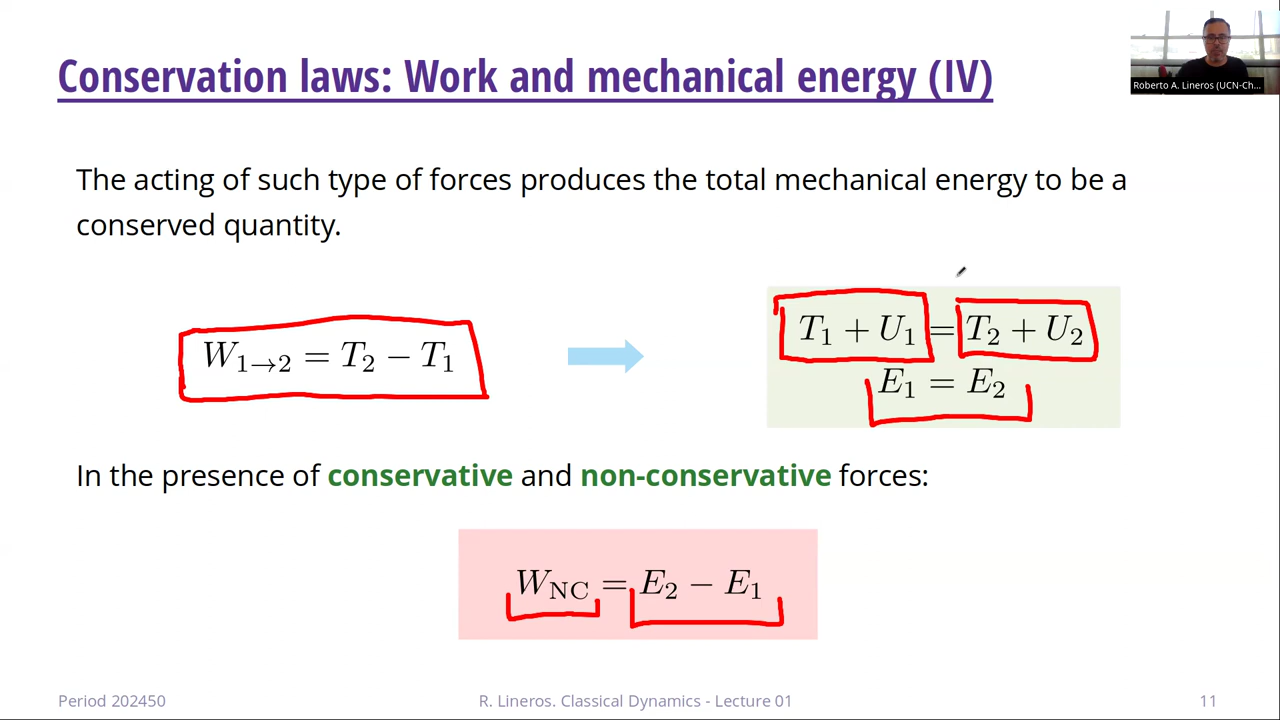 Conservation laws: Work and mechanical energy (IV)
Roberto A. Lineros (UCN-Ch...
The acting of such type of forces produces the total mechanical energy to be a
conserved quantity.
W₁→₂ = T₂ − T₁
T₁ + U₁ = T₂ + U₂
E₁ = E₂
In the presence of conservative and non-conservative forces:
W_NC = E₂ − E₁
Period 202450
R. Lineros. Classical Dynamics - Lecture 01
11